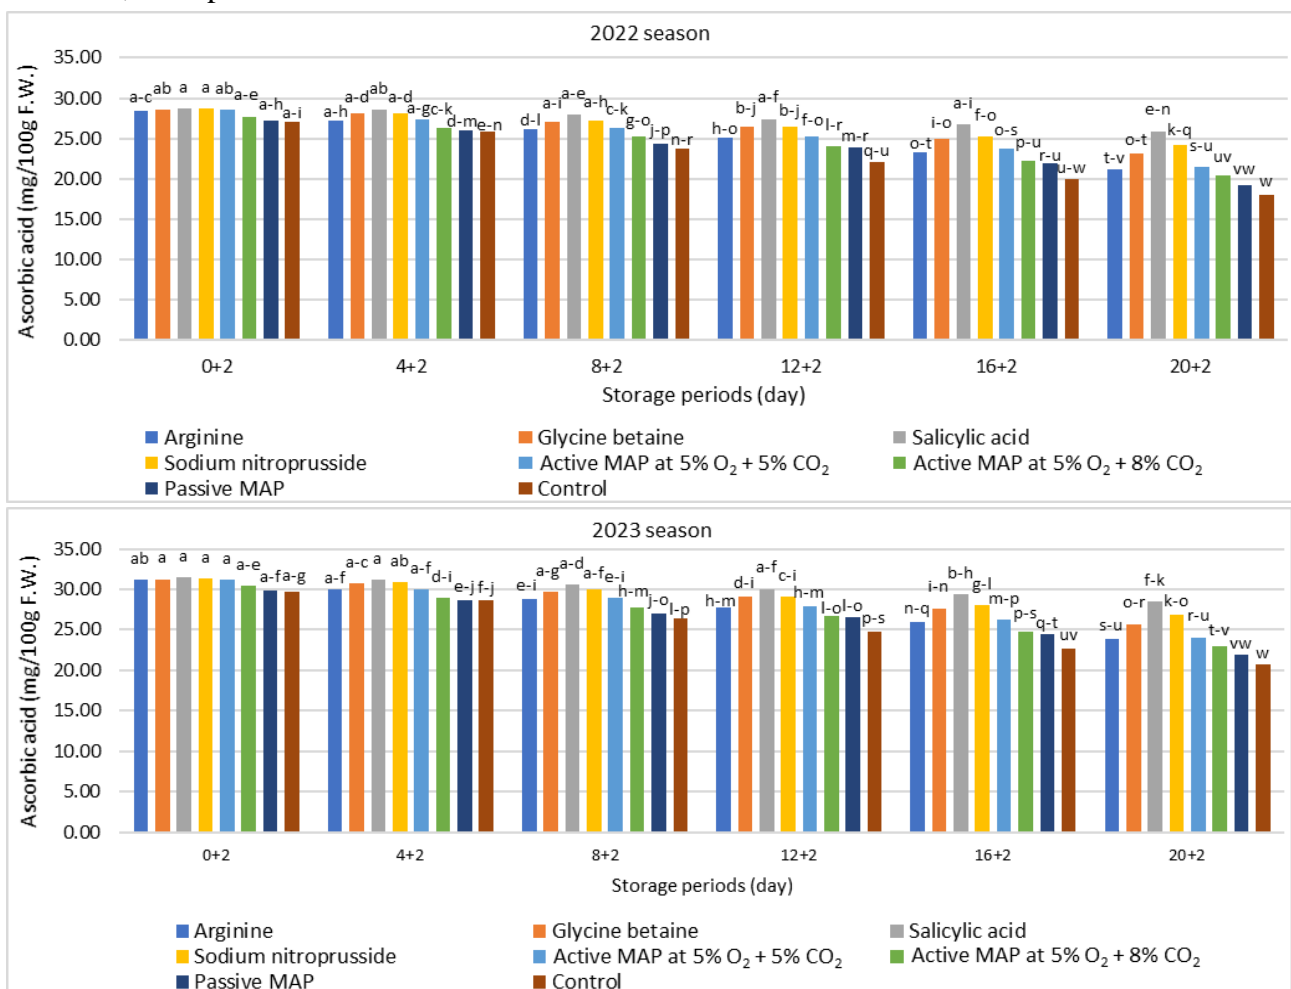 2022 season
Ascorbic acid (mg/100g F.W.)
35.00
30.00
25.00
20.00
15.00
10.00
5.00
0.00
a-c ab a a ab a-e a-h a-i
a-h a-d ab a-d a-g c-k d-m e-n
d-l a-i a-e a-h c-k g-o j-p n-r
h-o b-j a-f b-j f-o l-r m-r q-u
o-t i-o a-i f-o o-s p-u r-u u-w
t-v o-t e-n k-q s-u uv vw w
0+2 4+2 8+2 12+2 16+2 20+2
Storage periods (day)
Arginine Glycine betaine Salicylic acid
Sodium nitroprusside Active MAP at 5% O₂ + 5% CO₂ Active MAP at 5% O₂ + 8% CO₂
Passive MAP Control
2023 season
Ascorbic acid (mg/100g F.W.)
35.00
30.00
25.00
20.00
15.00
10.00
5.00
0.00
ab a a a a a-e a-f a-g
a-f a-c a ab a-f d-i e-j f-j
e-i a-g a-d a-f e-i h-m j-o l-p
h-m d-i a-f c-i h-m l-o l-o p-s
n-q i-n b-h g-l m-p p-s q-t uv
s-u o-r f-k k-o r-u t-v vw w
0+2 4+2 8+2 12+2 16+2 20+2
Storage periods (day)
Arginine Glycine betaine Salicylic acid
Sodium nitroprusside Active MAP at 5% O₂ + 5% CO₂ Active MAP at 5% O₂ + 8% CO₂
Passive MAP Control